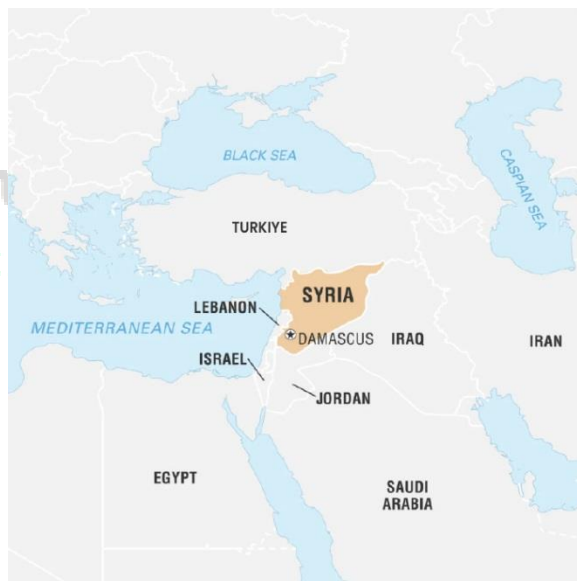 BLACK SEA
CASPIAN SEA
TURKIYE
SYRIA
LEBANON
MEDITERRANEAN SEA
DAMASCUS
IRAQ
IRAN
ISRAEL
JORDAN
EGYPT
SAUDI
ARABIA